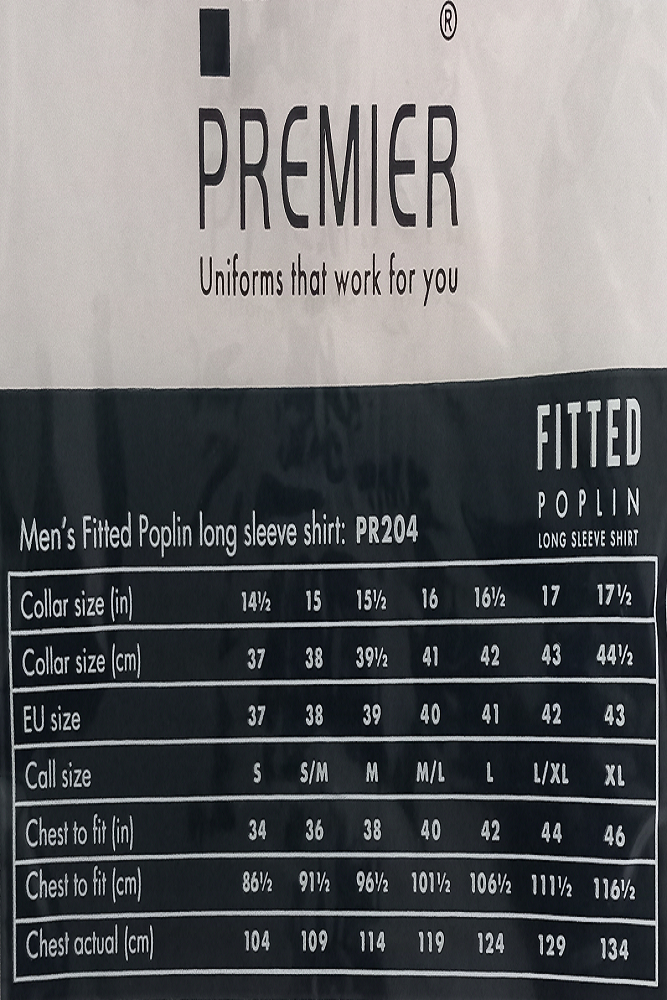 ®
PREMIER
Uniforms that work for you
FITTED
POPLIN
LONG SLEEVE SHIRT
Men's Fitted Poplin long sleeve shirt: PR204
Collar size (in) 14½ 15 15½ 16 16½ 17 17½
Collar size (cm) 37 38 39½ 41 42 43 44½
EU size 37 38 39 40 41 42 43
Call size S S/M M M/L L L/XL XL
Chest to fit (in) 34 36 38 40 42 44 46
Chest to fit (cm) 86½ 91½ 96½ 101½ 106½ 111½ 116½
Chest actual (cm) 104 109 114 119 124 129 134